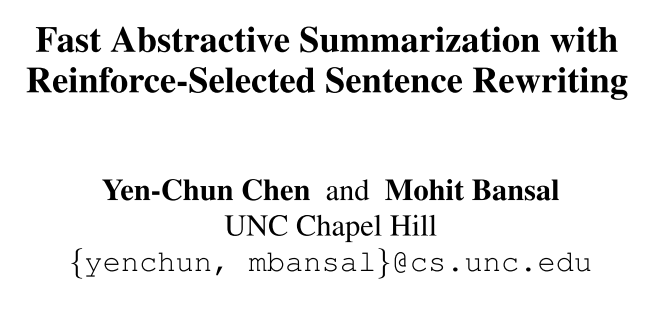 Fast Abstractive Summarization with
Reinforce-Selected Sentence Rewriting
Yen-Chun Chen and Mohit Bansal
UNC Chapel Hill
{yenchun, mbansal}@cs.unc.edu